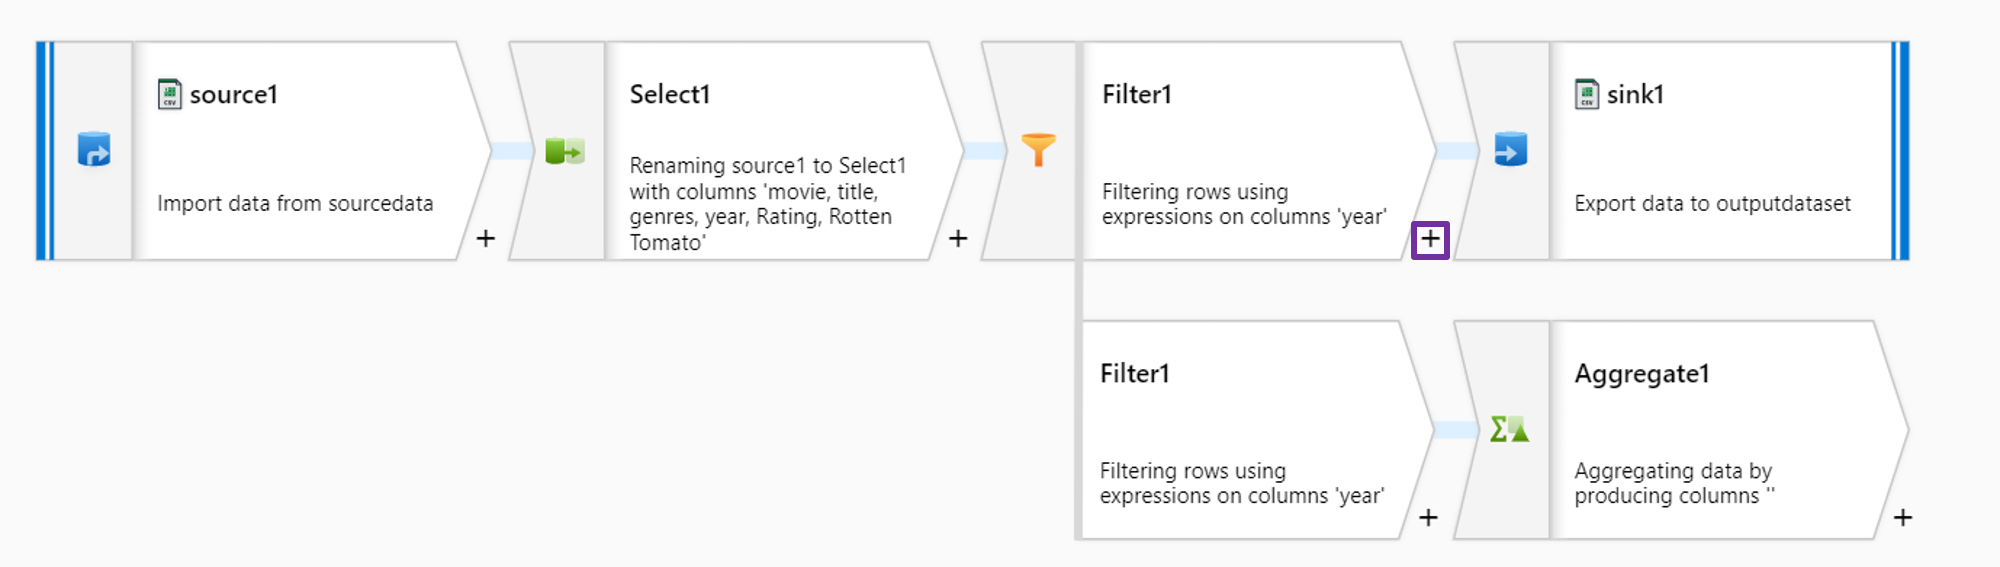 source1
Import data from sourcedata
+
Select1
Renaming source1 to Select1
with columns 'movie, title,
genres, year, Rating, Rotten
Tomato'
+
Filter1
Filtering rows using
expressions on columns 'year'
+
sink1
Export data to outputdataset
Filter1
Filtering rows using
expressions on columns 'year'
+
Aggregate1
Aggregating data by
producing columns ''
+